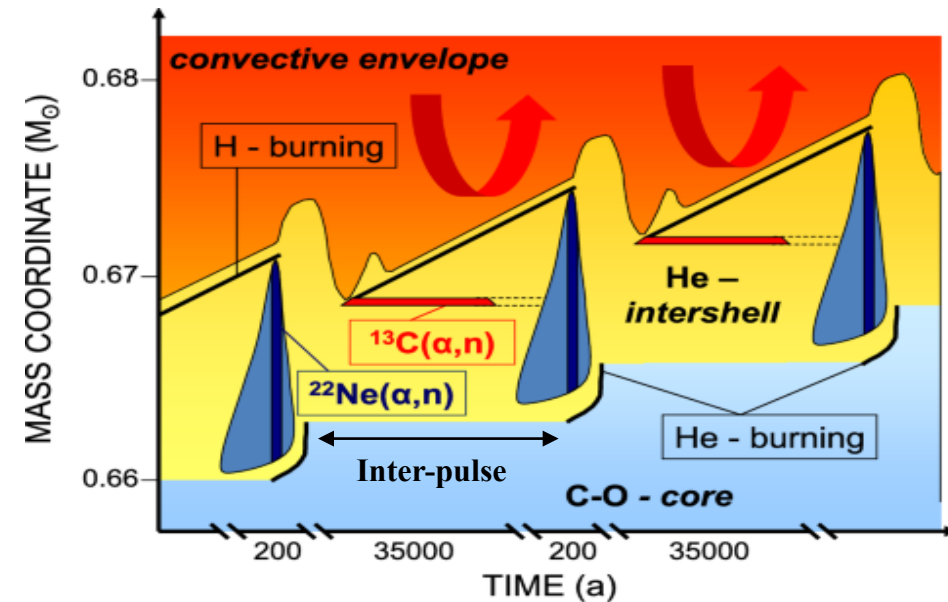 convective envelope
0.68
H - burning
MASS COORDINATE (M☉)
0.67
He –
intershell
¹³C(α,n)
²²Ne(α,n)
He - burning
0.66
Inter-pulse
C-O - core
200
35000
200
35000
TIME (a)